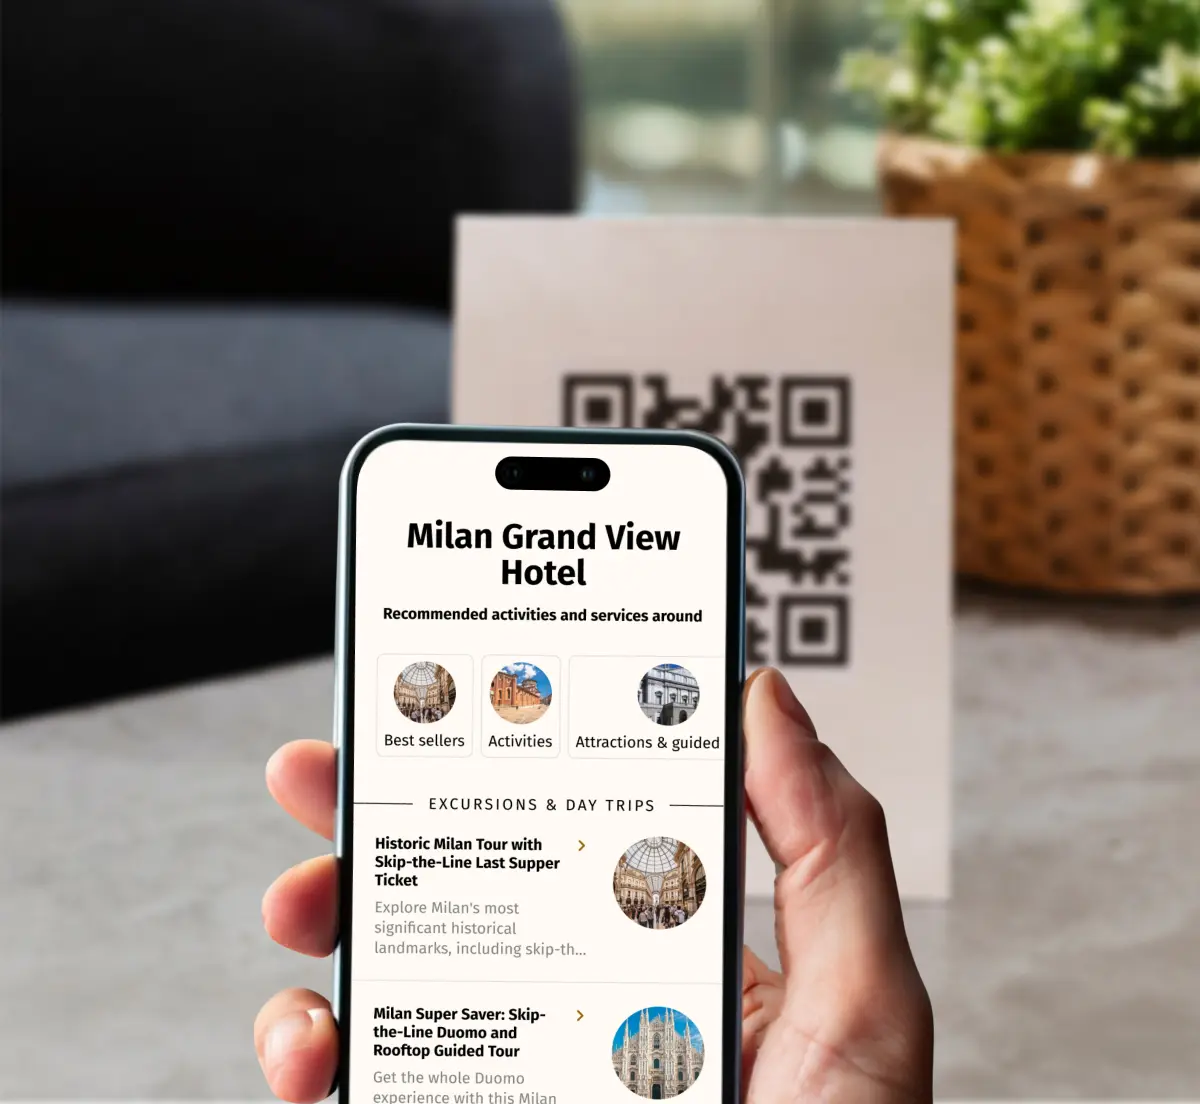 Milan Grand View
Hotel
Recommended activities and services around
Best sellers
Activities
Attractions & guided
EXCURSIONS & DAY TRIPS
Historic Milan Tour with
Skip-the-Line Last Supper
Ticket
Explore Milan's most
significant historical
landmarks, including skip-th...
Milan Super Saver: Skip-
the-Line Duomo and
Rooftop Guided Tour
Get the whole Duomo
experience with this Milan